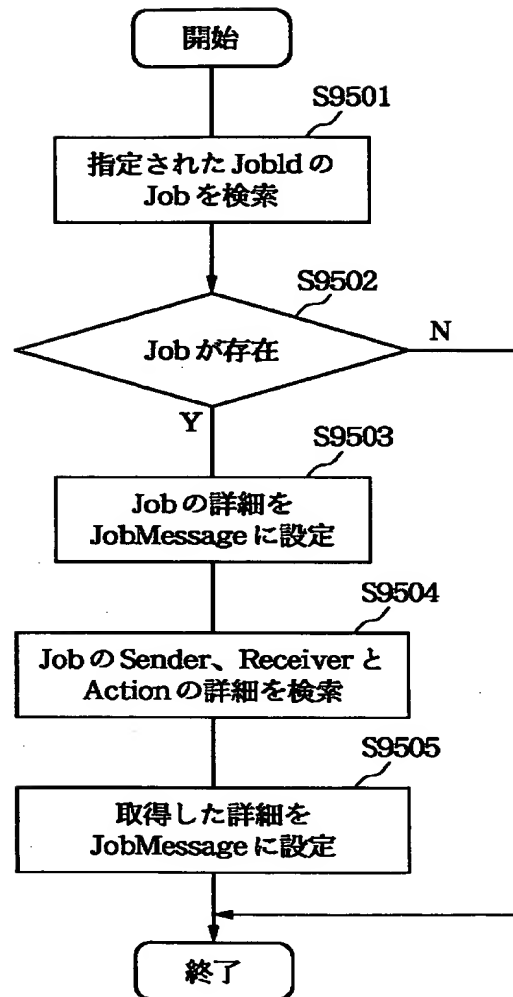 開始
S9501
指定されたJobIdの
Jobを検索
S9502
Jobが存在
N
Y
S9503
Jobの詳細を
JobMessageに設定
S9504
JobのSender、Receiverと
Actionの詳細を検索
S9505
取得した詳細を
JobMessageに設定
終了